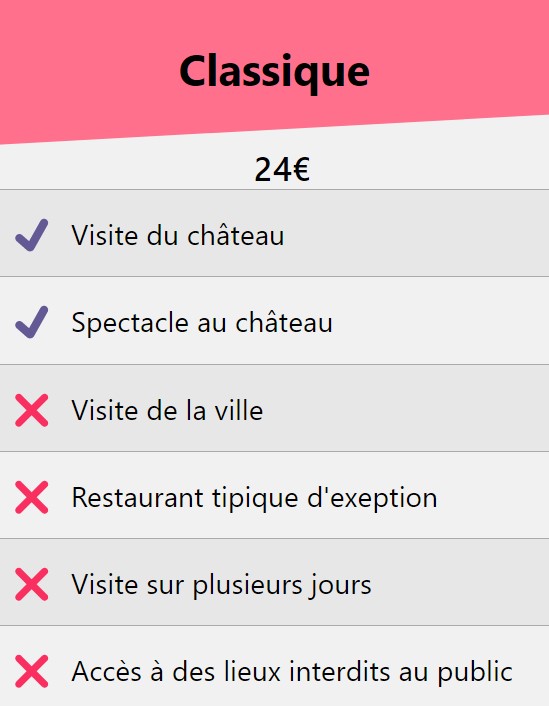 Classique
24€
Visite du château
Spectacle au château
Visite de la ville
Restaurant tipique d'exeption
Visite sur plusieurs jours
Accès à des lieux interdits au public